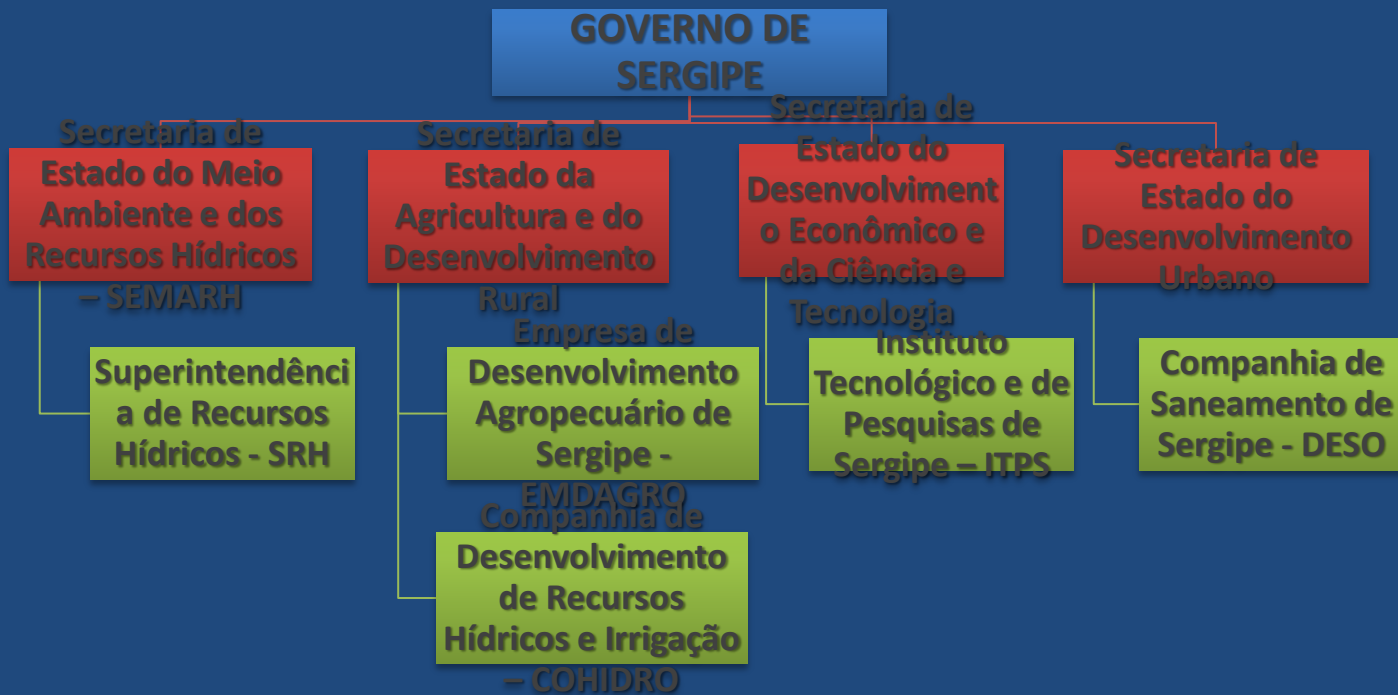 GOVERNO DE
SERGIPE
Secretaria de
Estado do Meio
Ambiente e dos
Recursos Hídricos
– SEMARH
Superintendênci
a de Recursos
Hídricos - SRH
Secretaria de
Estado da
Agricultura e do
Desenvolvimento
Rural
Empresa de
Desenvolvimento
Agropecuário de
Sergipe -
EMDAGRO
Companhia de
Desenvolvimento
de Recursos
Hídricos e Irrigação
– COHIDRO
Secretaria de
Estado do
Desenvolviment
o Econômico e
da Ciência e
Tecnologia
Instituto
Tecnológico e de
Pesquisas de
Sergipe – ITPS
Secretaria de
Estado do
Desenvolvimento
Urbano
Companhia de
Saneamento de
Sergipe - DESO